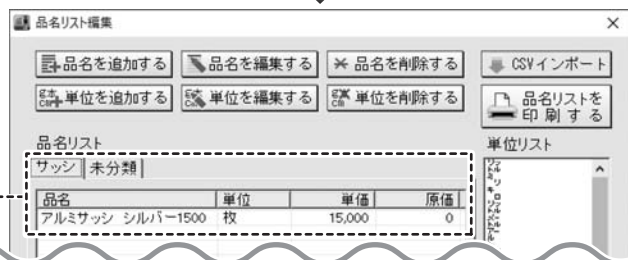 品名リスト編集
品名を追加する 品名を編集する 品名を削除する CSVインポート
単位を追加する 単位を編集する 単位を削除する 品名リストを
印刷する
品名リスト 単位リスト
サッシ 未分類
品名 単位 単価 原価
アルミサッシ シルバー1500 枚 15,000 0